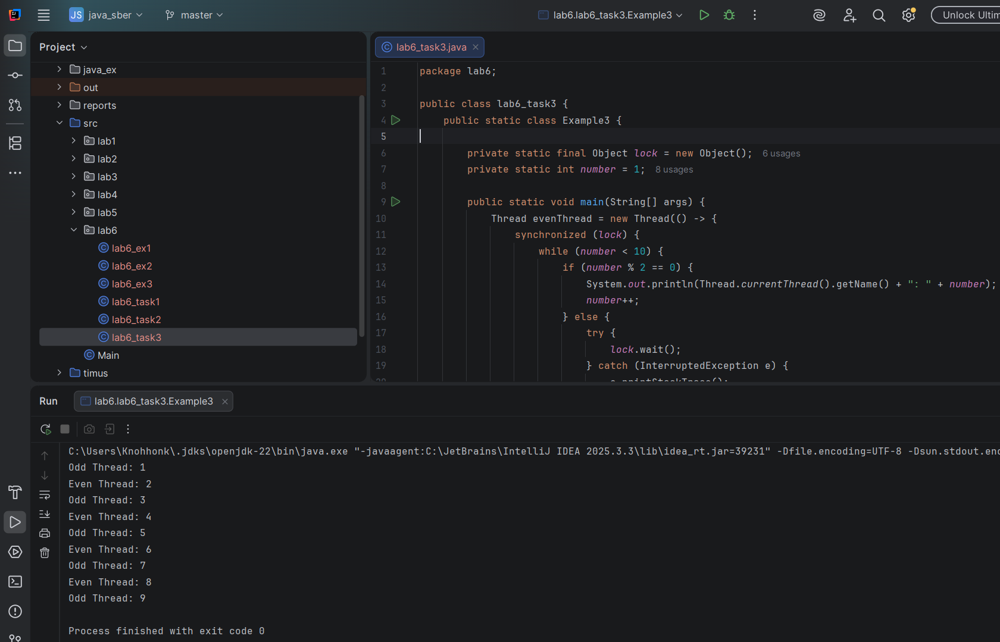 JS java_sber master lab6.lab6_task3.Example3 Unlock Ultim
Project
java_ex
out
reports
src
lab1
lab2
lab3
lab4
lab5
lab6
lab6_ex1
lab6_ex2
lab6_ex3
lab6_task1
lab6_task2
lab6_task3
Main
timus
lab6_task3.java
1 package lab6;
2
3 public class lab6_task3 {
4 public static class Example3 {
5
6 private static final Object lock = new Object(); 6 usages
7 private static int number = 1; 8 usages
8
9 public static void main(String[] args) {
10 Thread evenThread = new Thread(() -> {
11 synchronized (lock) {
12 while (number < 10) {
13 if (number % 2 == 0) {
14 System.out.println(Thread.currentThread().getName() + ": " + number);
15 number++;
16 } else {
17 try {
18 lock.wait();
19 } catch (InterruptedException e) {
20 e.printStackTrace();
Run lab6.lab6_task3.Example3
C:\Users\Knohhonk\.jdks\openjdk-22\bin\java.exe "-javaagent:C:\JetBrains\IntelliJ IDEA 2025.3.3\lib\idea_rt.jar=39231" -Dfile.encoding=UTF-8 -Dsun.stdout.enc
Odd Thread: 1
Even Thread: 2
Odd Thread: 3
Even Thread: 4
Odd Thread: 5
Even Thread: 6
Odd Thread: 7
Even Thread: 8
Odd Thread: 9
Process finished with exit code 0